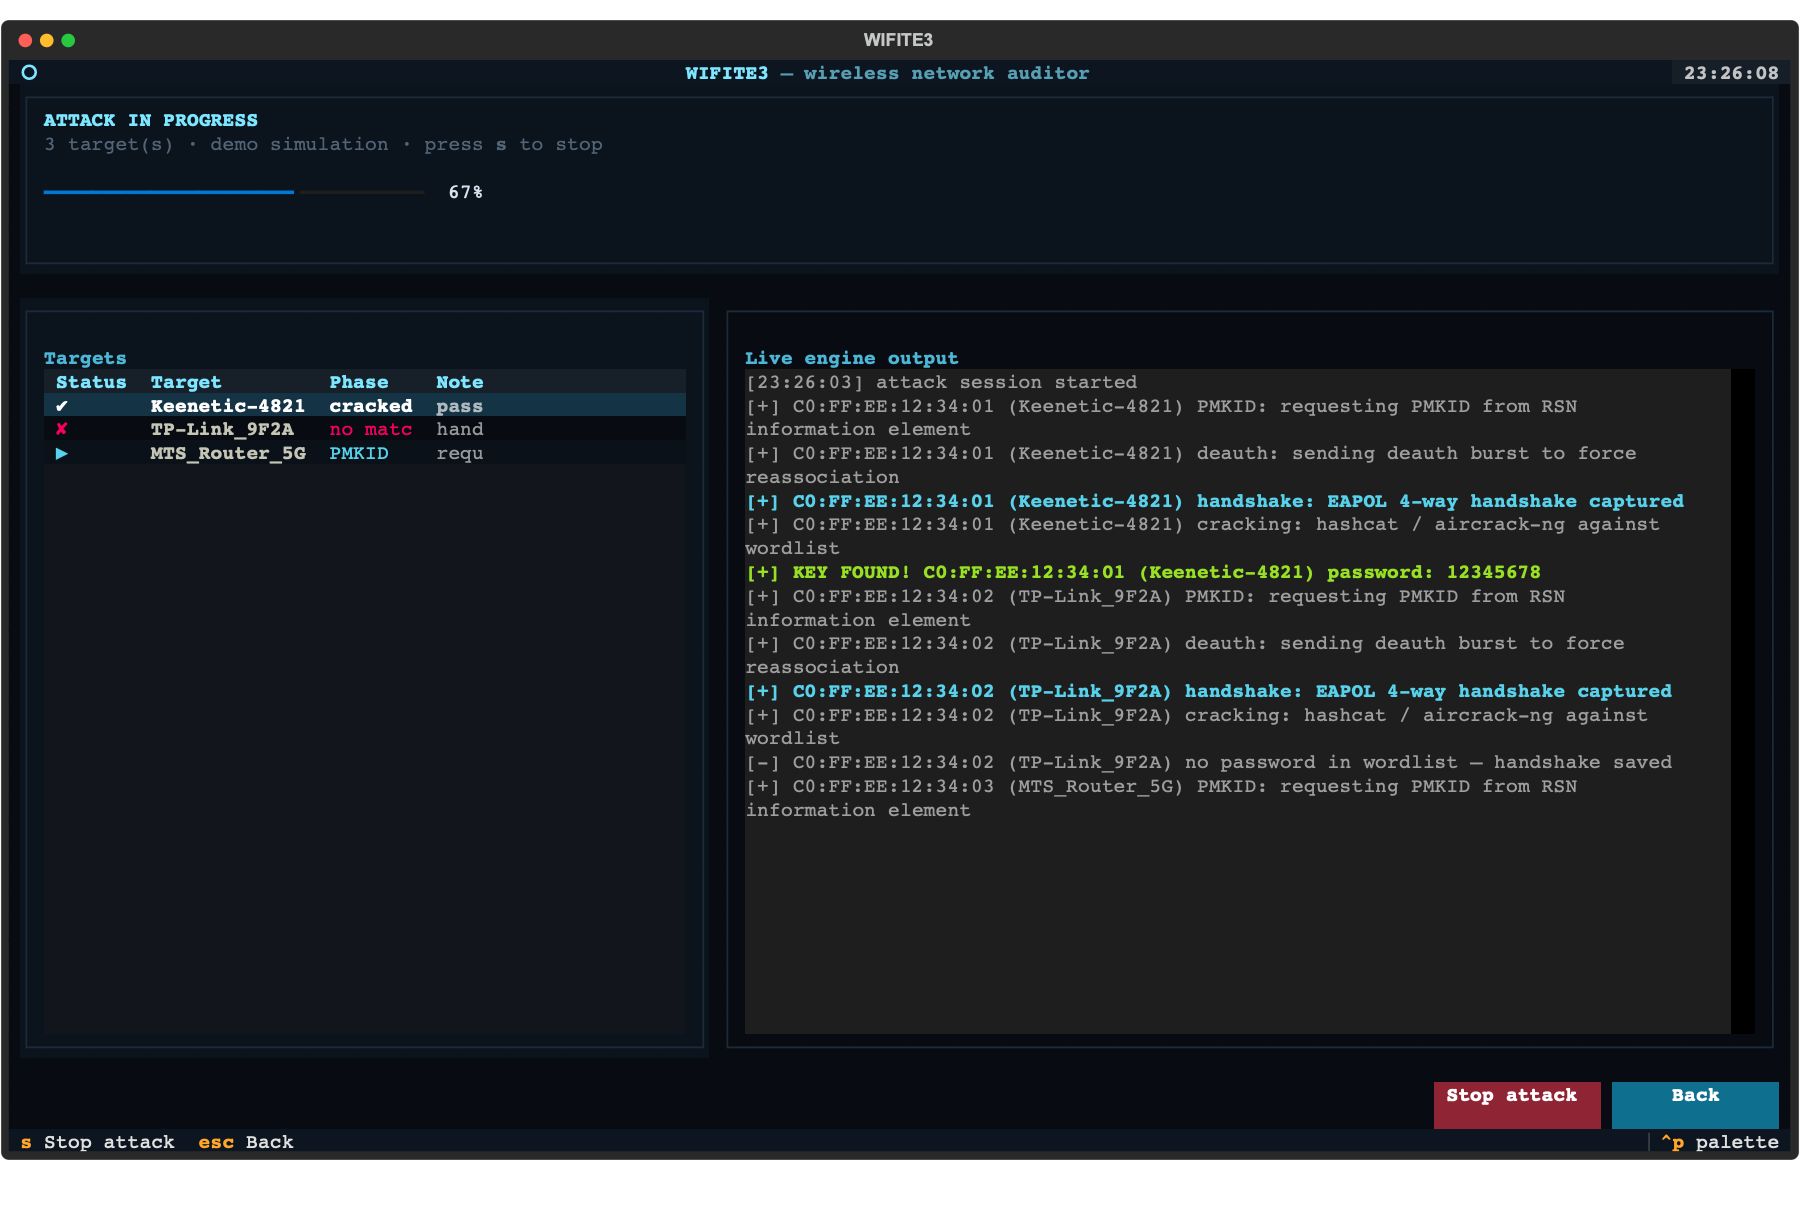 WIFITE3
WIFITE3 — wireless network auditor
23:26:08
ATTACK IN PROGRESS
3 target(s) · demo simulation · press s to stop
67%
Targets
Status Target Phase Note
✔ Keenetic-4821 cracked pass
✘ TP-Link_9F2A no matc hand
▶ MTS_Router_5G PMKID requ
Live engine output
[23:26:03] attack session started
[+] C0:FF:EE:12:34:01 (Keenetic-4821) PMKID: requesting PMKID from RSN
information element
[+] C0:FF:EE:12:34:01 (Keenetic-4821) deauth: sending deauth burst to force
reassociation
[+] C0:FF:EE:12:34:01 (Keenetic-4821) handshake: EAPOL 4-way handshake captured
[+] C0:FF:EE:12:34:01 (Keenetic-4821) cracking: hashcat / aircrack-ng against
wordlist
[+] KEY FOUND! C0:FF:EE:12:34:01 (Keenetic-4821) password: 12345678
[+] C0:FF:EE:12:34:02 (TP-Link_9F2A) PMKID: requesting PMKID from RSN
information element
[+] C0:FF:EE:12:34:02 (TP-Link_9F2A) deauth: sending deauth burst to force
reassociation
[+] C0:FF:EE:12:34:02 (TP-Link_9F2A) handshake: EAPOL 4-way handshake captured
[+] C0:FF:EE:12:34:02 (TP-Link_9F2A) cracking: hashcat / aircrack-ng against
wordlist
[-] C0:FF:EE:12:34:02 (TP-Link_9F2A) no password in wordlist — handshake saved
[+] C0:FF:EE:12:34:03 (MTS_Router_5G) PMKID: requesting PMKID from RSN
information element
Stop attack
Back
s Stop attack esc Back
^p palette